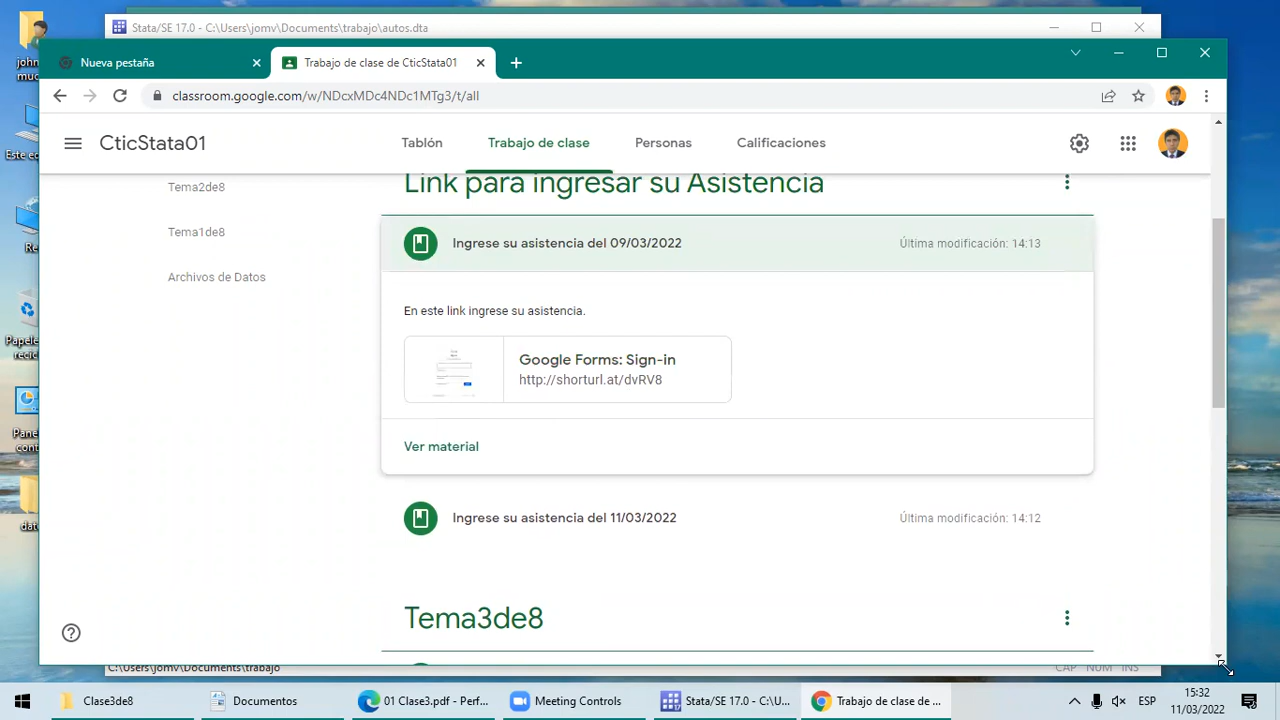 Stata/SE 17.0 - C:\Users\jomv\Documents\trabajo\autos.dta
Nueva pestaña
Trabajo de clase de CticStata01
classroom.google.com/w/NDcxMDc4NDc1MTg3/t/all
CticStata01
Tablón
Trabajo de clase
Personas
Calificaciones
Tema2de8
Tema1de8
Archivos de Datos
Link para ingresar su Asistencia
Ingrese su asistencia del 09/03/2022
Última modificación: 14:13
En este link ingrese su asistencia.
Google Forms: Sign-in
http://shorturl.at/dvRV8
Ver material
Ingrese su asistencia del 11/03/2022
Última modificación: 14:12
Tema3de8
C:\Users\jomv\Documents\trabajo
CAP NUM INS
Clase3de8
Documentos
01 Clase3.pdf - Perf...
Meeting Controls
Stata/SE 17.0 - C:\U...
Trabajo de clase de ...
ESP
15:32
11/03/2022